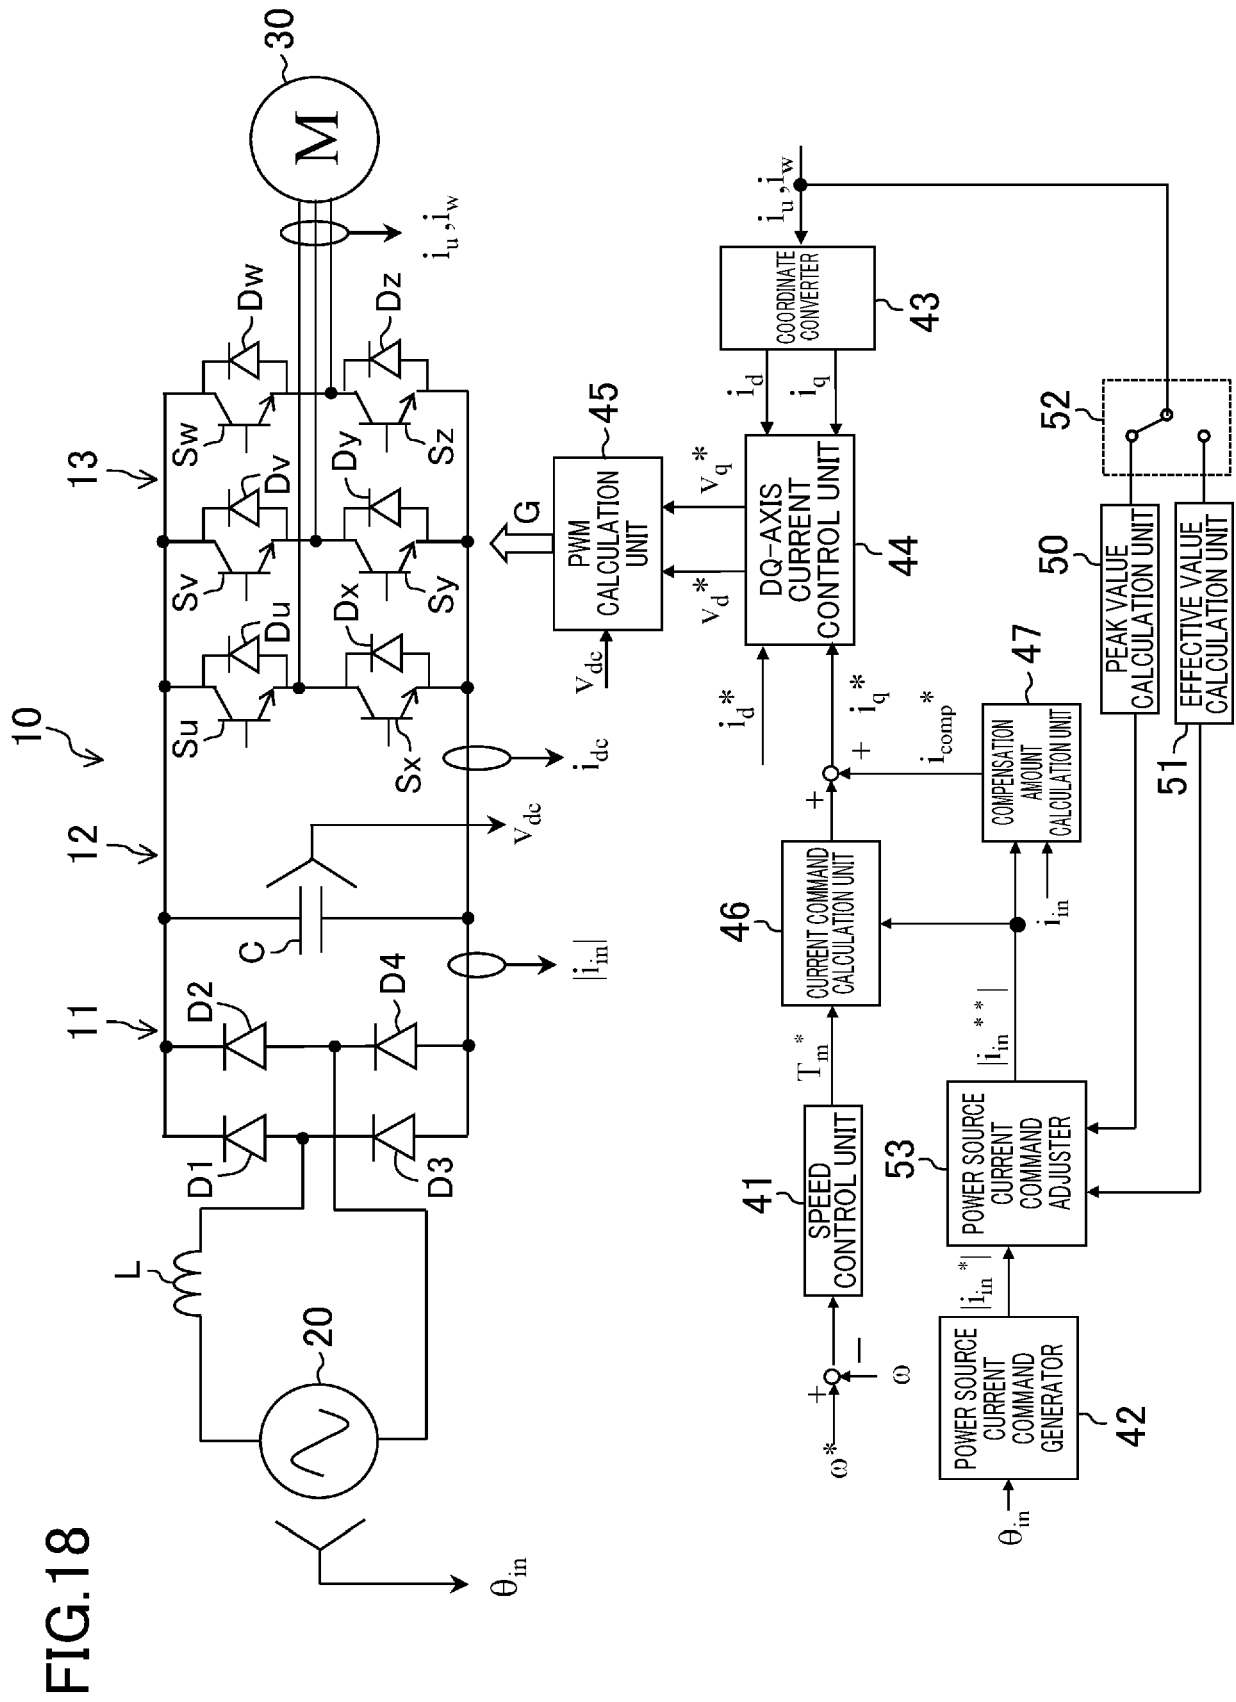 FIG.18
10
11
12
13
20
30
L
D1
D2
D3
D4
C
Su
Du
Sv
Dv
Sw
Dw
Sx
Dx
Sy
Dy
Sz
Dz
M
θin
|iin|
vdc
idc
iu,iw
G
vdc
PWM
CALCULATION
UNIT
45
vd*
vq*
id*
iq*
DQ-AXIS
CURRENT
CONTROL UNIT
44
id
iq
COORDINATE
CONVERTER
43
iu,iw
ω*
+
−
ω
SPEED
CONTROL UNIT
41
Tm*
CURRENT COMMAND
CALCULATION UNIT
46
+
+
icomp*
θin
POWER SOURCE
CURRENT
COMMAND
GENERATOR
42
|iin*|
POWER SOURCE
CURRENT
COMMAND
ADJUSTER
53
|iin**|
iin
COMPENSATION
AMOUNT
CALCULATION UNIT
47
PEAK VALUE
CALCULATION UNIT
50
EFFECTIVE VALUE
CALCULATION UNIT
51
52